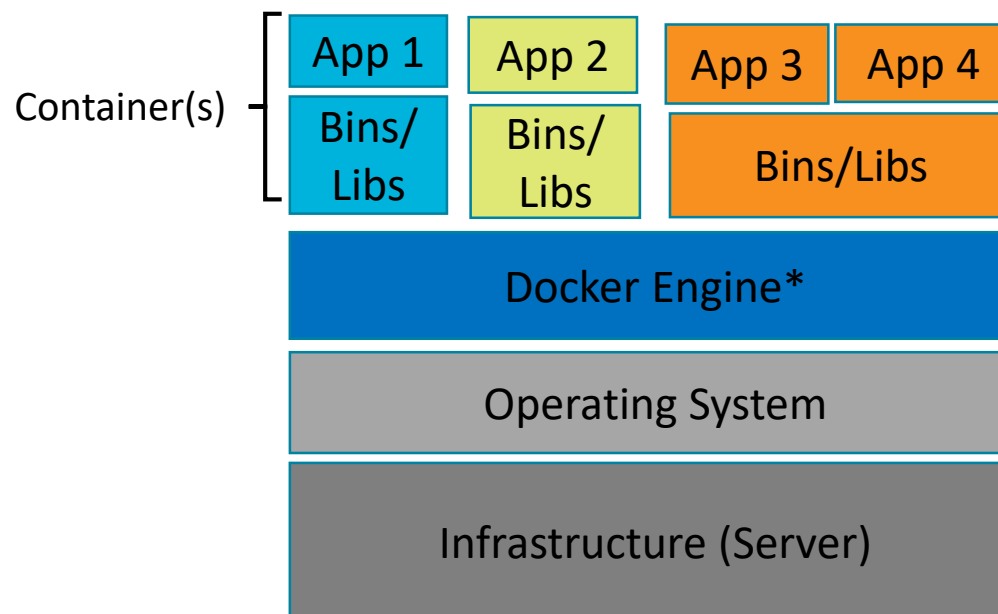 Container(s)
App 1
App 2
App 3
App 4
Bins/
Libs
Bins/
Libs
Bins/Libs
Docker Engine*
Operating System
Infrastructure (Server)